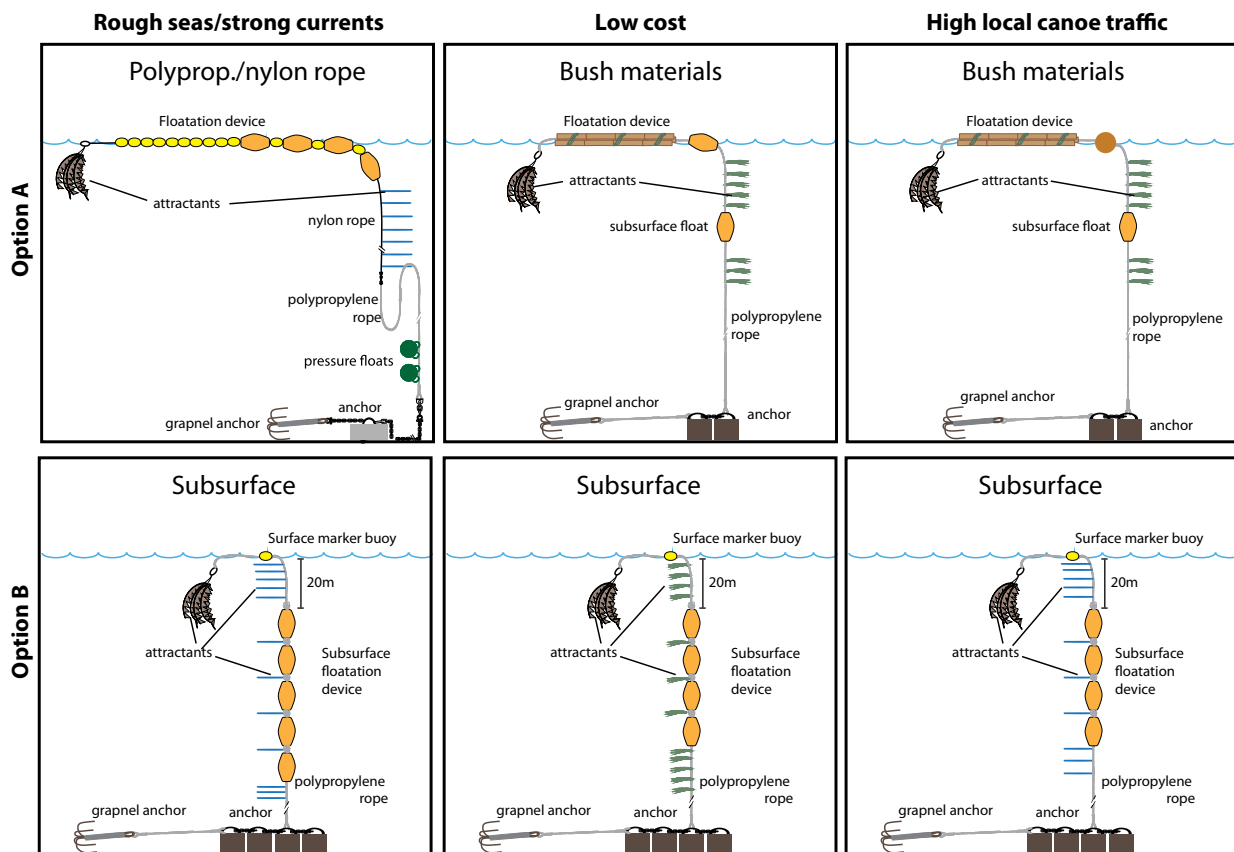 Rough seas/strong currents
Low cost
High local canoe traffic
Option A
Polyprop./nylon rope
Floatation device
attractants
nylon rope
polypropylene
rope
pressure floats
anchor
grapnel anchor
Bush materials
Floatation device
attractants
subsurface float
polypropylene
rope
grapnel anchor
anchor
Bush materials
Floatation device
attractants
subsurface float
polypropylene
rope
grapnel anchor
anchor
Option B
Subsurface
Surface marker buoy
20m
attractants
Subsurface
floatation
device
polypropylene
rope
grapnel anchor
anchor
Subsurface
Surface marker buoy
20m
attractants
Subsurface
floatation
device
polypropylene
rope
grapnel anchor
anchor
Subsurface
Surface marker buoy
20m
attractants
Subsurface
floatation
device
polypropylene
rope
grapnel anchor
anchor